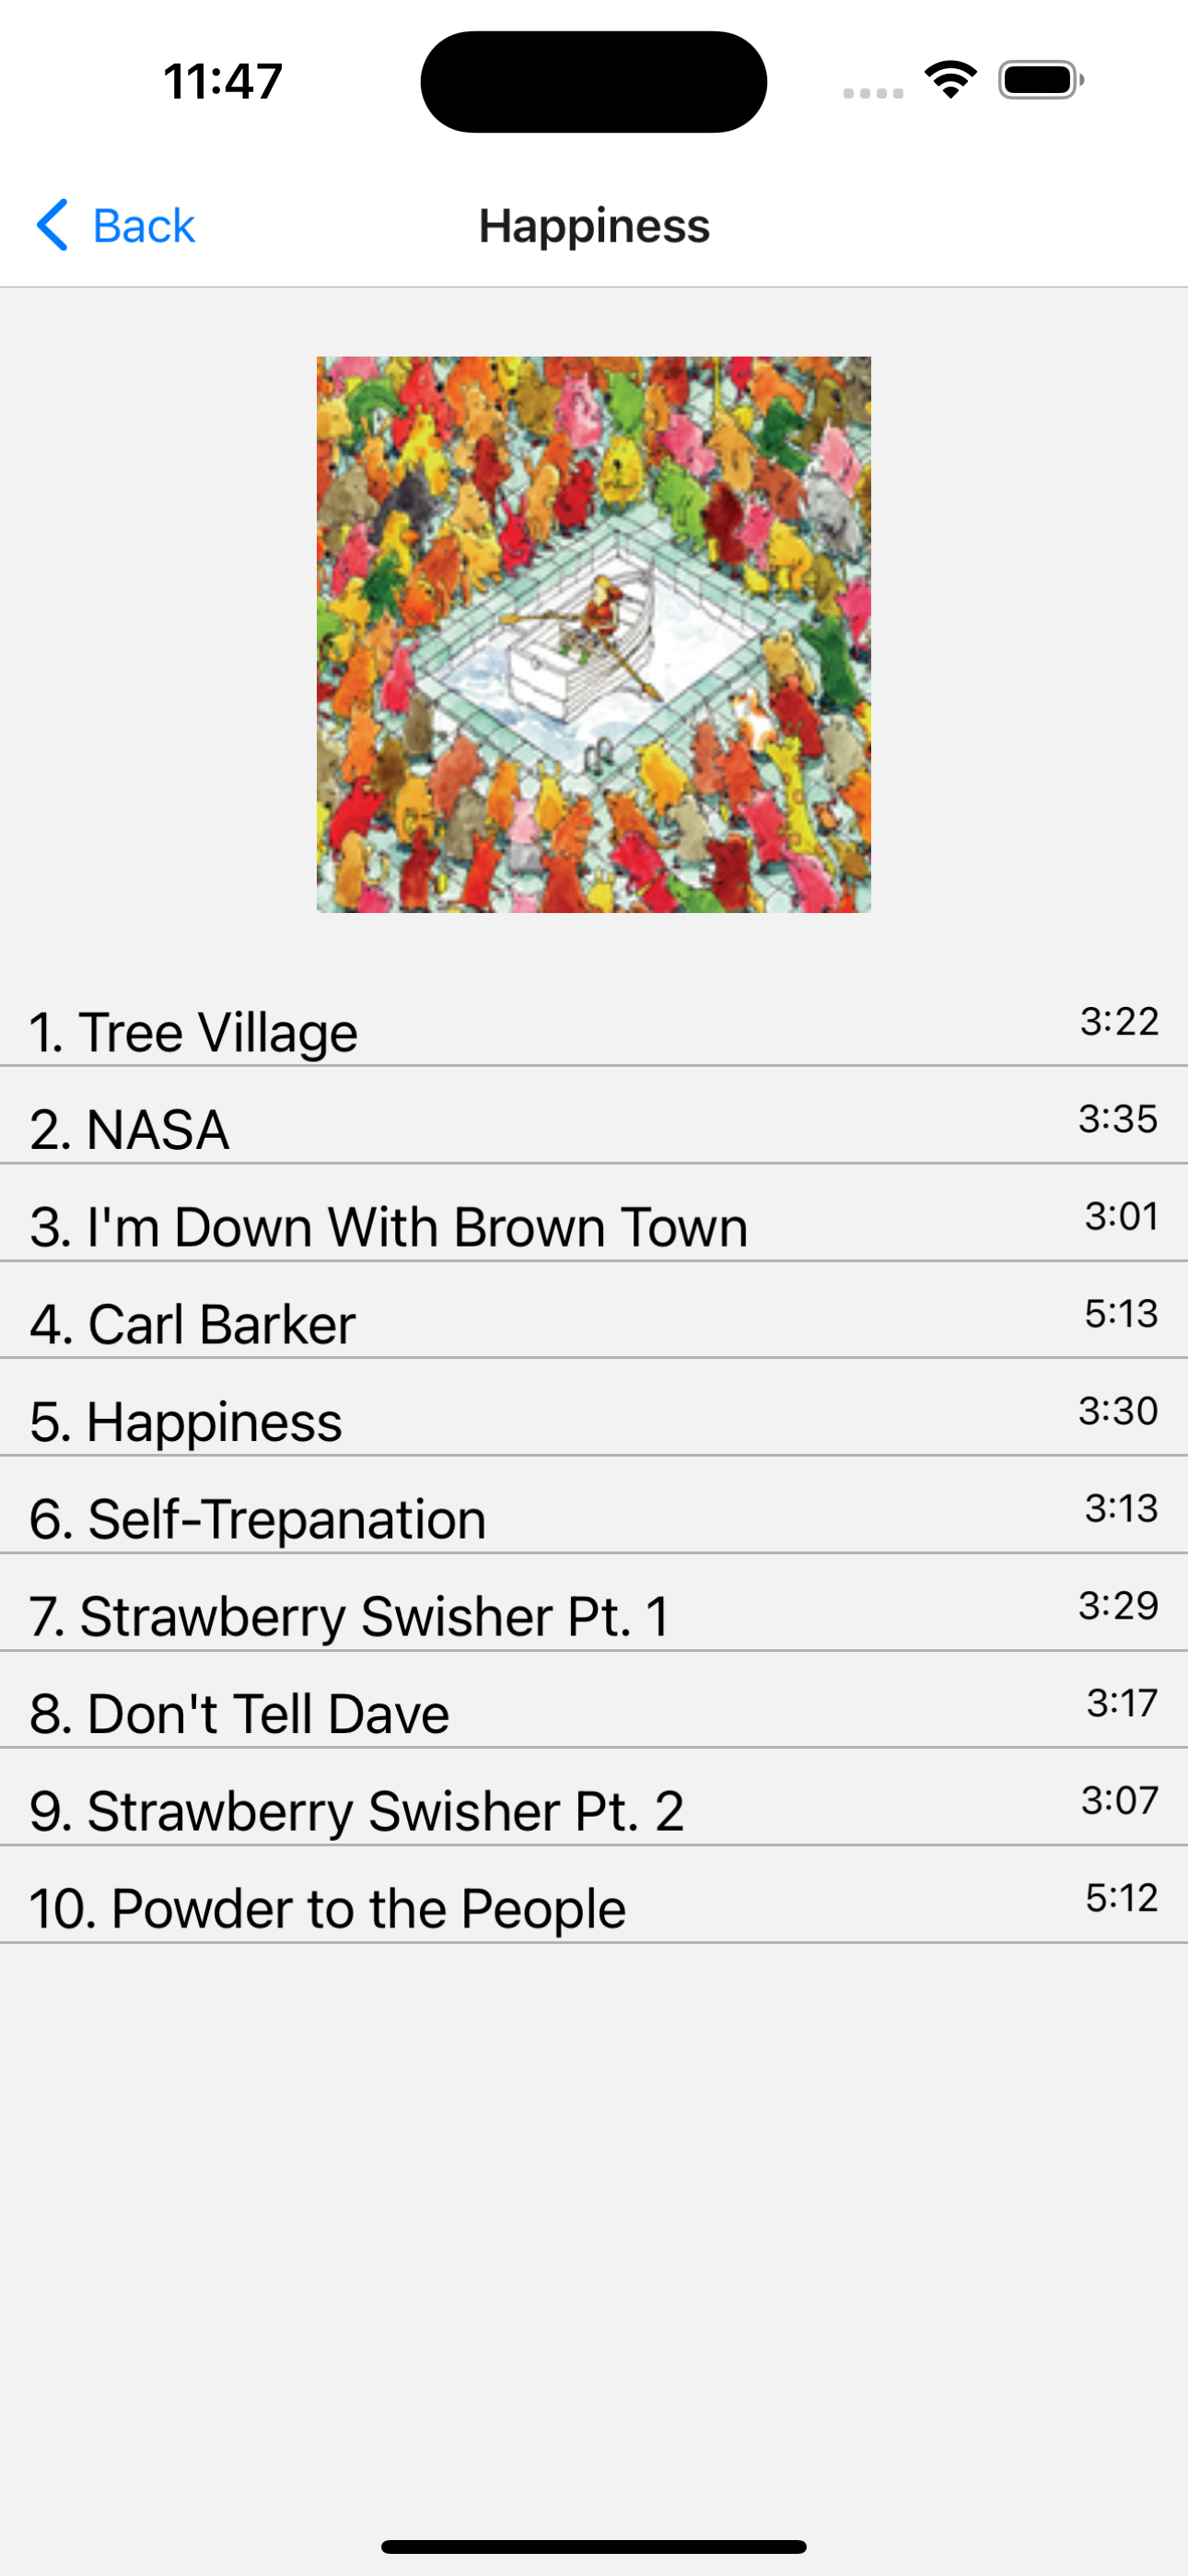 11:47
Back
Happiness
1. Tree Village 3:22
2. NASA 3:35
3. I'm Down With Brown Town 3:01
4. Carl Barker 5:13
5. Happiness 3:30
6. Self-Trepanation 3:13
7. Strawberry Swisher Pt. 1 3:29
8. Don't Tell Dave 3:17
9. Strawberry Swisher Pt. 2 3:07
10. Powder to the People 5:12